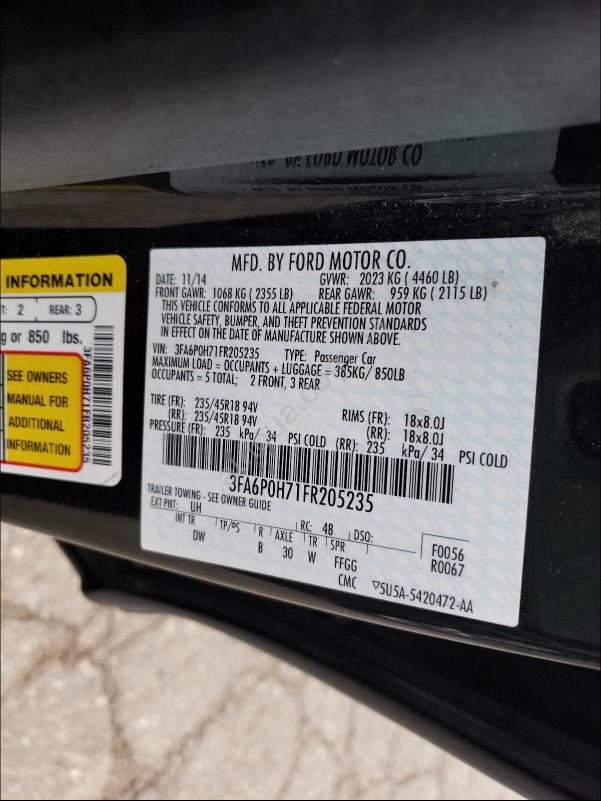 MFD. BY FORD MOTOR CO.
DATE: 11/14 GVWR: 2023 KG ( 4460 LB)
FRONT GAWR: 1068 KG ( 2355 LB) REAR GAWR: 959 KG ( 2115 LB)
THIS VEHICLE CONFORMS TO ALL APPLICABLE FEDERAL MOTOR
VEHICLE SAFETY, BUMPER, AND THEFT PREVENTION STANDARDS
IN EFFECT ON THE DATE OF MANUFACTURE SHOWN ABOVE.
VIN: 3FA6P0H71FR205235 TYPE: Passenger Car
MAXIMUM LOAD = OCCUPANTS + LUGGAGE = 385KG/ 850LB
OCCUPANTS = 5 TOTAL; 2 FRONT, 3 REAR
TIRE (FR): 235/45R18 94V RIMS (FR): 18x8.0J
(RR): 235/45R18 94V (RR): 18x8.0J
PRESSURE (FR): 235 kPa/ 34 PSI COLD (RR): 235 kPa/ 34 PSI COLD
3FA6P0H71FR205235
TRAILER TOWING - SEE OWNER GUIDE
EXT PNT: UH RC: 48 DSO:
INT TR TP/PS R AXLE TR SPR F0056
DW B 30 W FFGG R0067
CMC 5U5A-5420472-AA
INFORMATION
2 REAR: 3
or 850 lbs.
SEE OWNERS
MANUAL FOR
ADDITIONAL
INFORMATION
3FA6P0H71FR205235